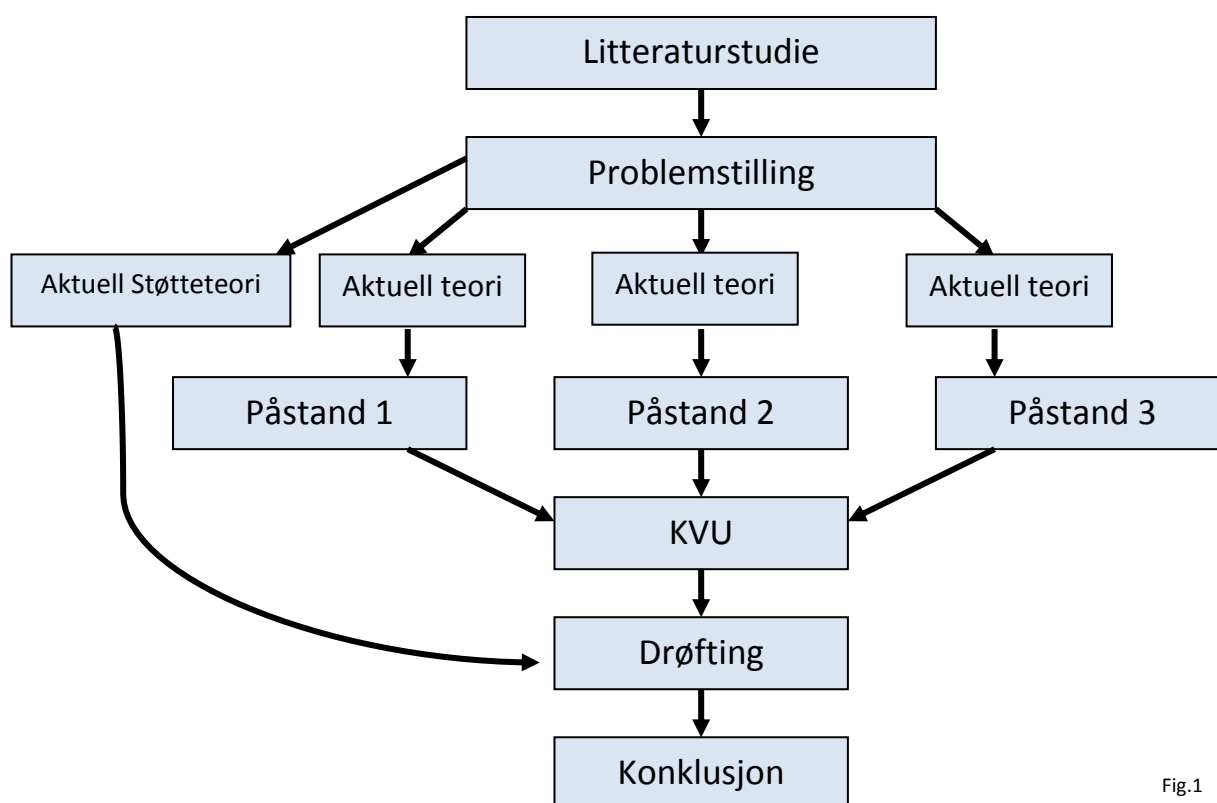 Litteraturstudie
Problemstilling
Aktuell Støtteteori
Aktuell teori
Aktuell teori
Aktuell teori
Påstand 1
Påstand 2
Påstand 3
KVU
Drøfting
Konklusjon
Fig.1